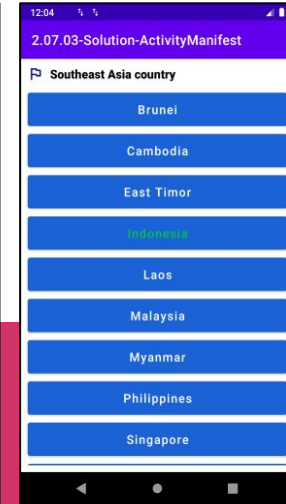 12:04
2.07.03-Solution-ActivityManifest
Southeast Asia country
Brunei
Cambodia
East Timor
Indonesia
Laos
Malaysia
Myanmar
Philippines
Singapore